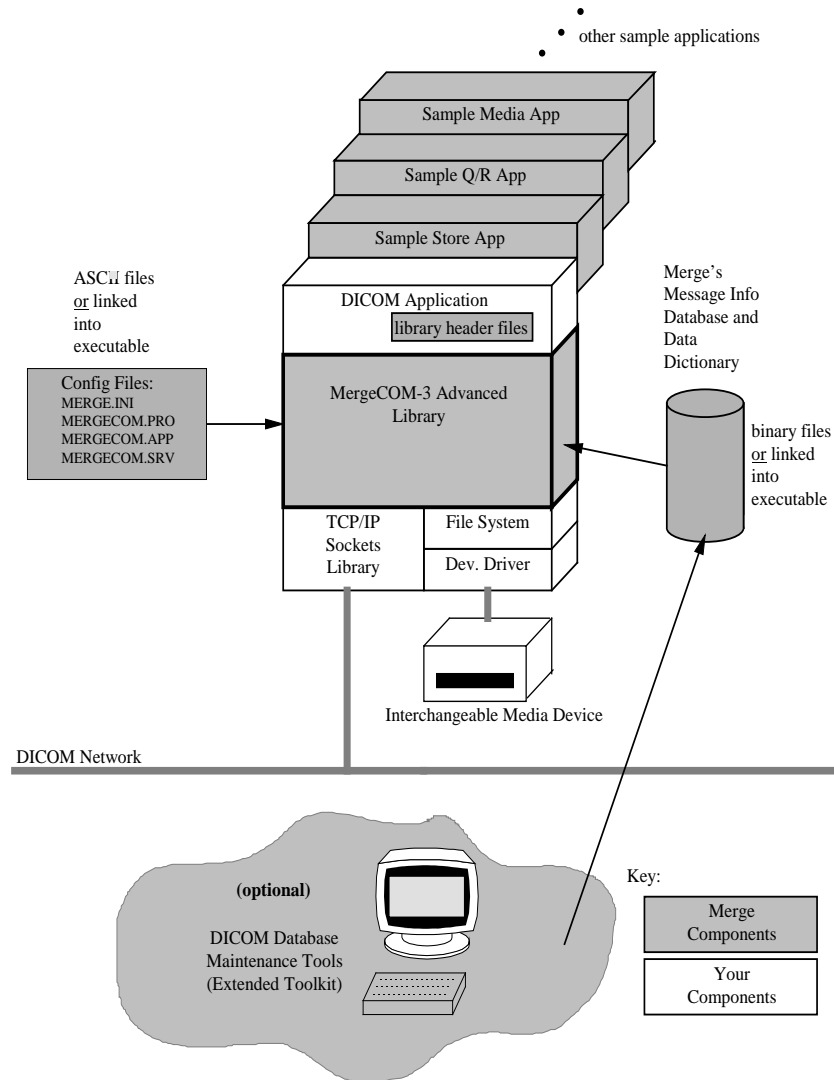 other sample applications
Sample Media App
Sample Q/R App
Sample Store App
ASCII files
or linked
into
executable
DICOM Application
library header files
Merge's
Message Info
Database and
Data
Dictionary
Config Files:
MERGE.INI
MERGECOM.PRO
MERGECOM.APP
MERGECOM.SRV
MergeCOM-3 Advanced
Library
binary files
or linked
into
executable
TCP/IP
Sockets
Library
File System
Dev. Driver
Interchangeable Media Device
DICOM Network
(optional)
DICOM Database
Maintenance Tools
(Extended Toolkit)
Key:
Merge
Components
Your
Components